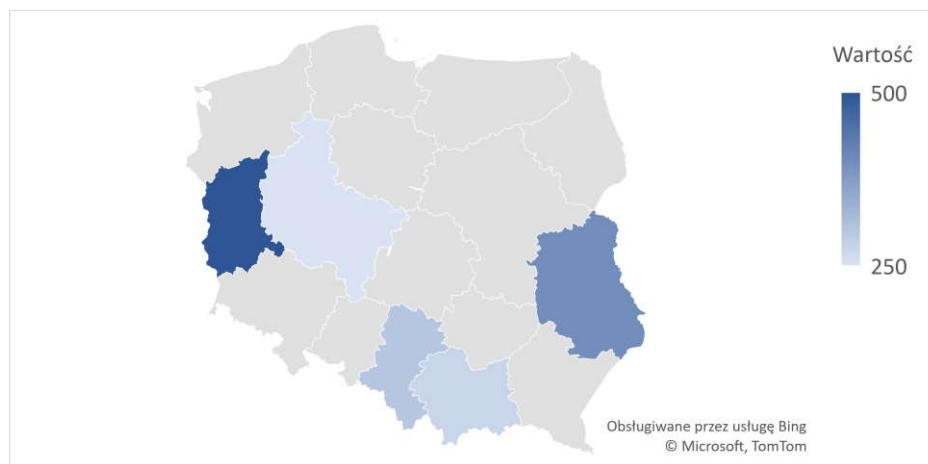 Wartość
500
250
Obsługiwane przez usługę Bing
© Microsoft, TomTom